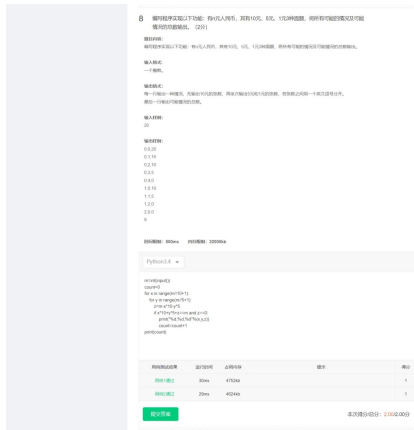 8 编写程序实现以下功能：有n元人民币，其有10元、5元、1元3种面额，将所有可能的情况及可能
情况的总数输出。（2分）
题目内容：
编写程序实现以下功能：有n元人民币，其有10元、5元、1元3种面额，将所有可能的情况及可能情况的总数输出。
输入格式：
一个整数。
输出格式：
每一行输出一种情况，先输出10元的张数，再依次输出5元和1元的张数，各张数之间用一个英文逗号分开。
最后一行输出可能情况的总数。
输入样例：
20
输出样例：
0,0,20
0,1,15
0,2,10
0,3,5
0,4,0
1,0,10
1,1,5
1,2,0
2,0,0
9
时间限制：500ms 内存限制：32000kb
Python3.4
m=int(input())
count=0
for x in range(m//10+1):
for y in range(m//5+1):
z=m-x*10-y*5
if x*10+y*5+z==m and z>=0:
print("%d,%d,%d"%(x,y,z))
count=count+1
print(count)
用例测试结果 运行时间 占用内存 提示 得分
用例1通过 30ms 4752kb 1
用例2通过 20ms 4624kb 1
提交答案 本次得分/总分：2.00/2.00分